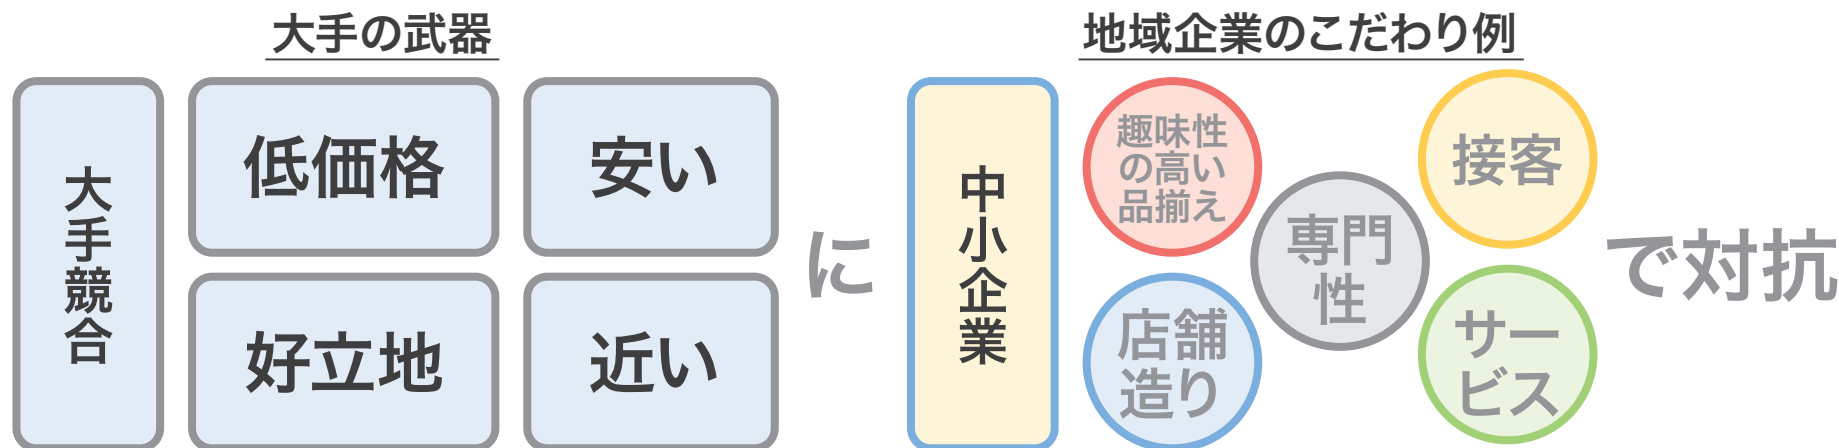 大手の武器
大手競合
低価格
安い
好立地
近い
に
地域企業のこだわり例
中小企業
趣味性
の高い
品揃え
接客
専門
性
店舗
造り
サー
ビス
で対抗